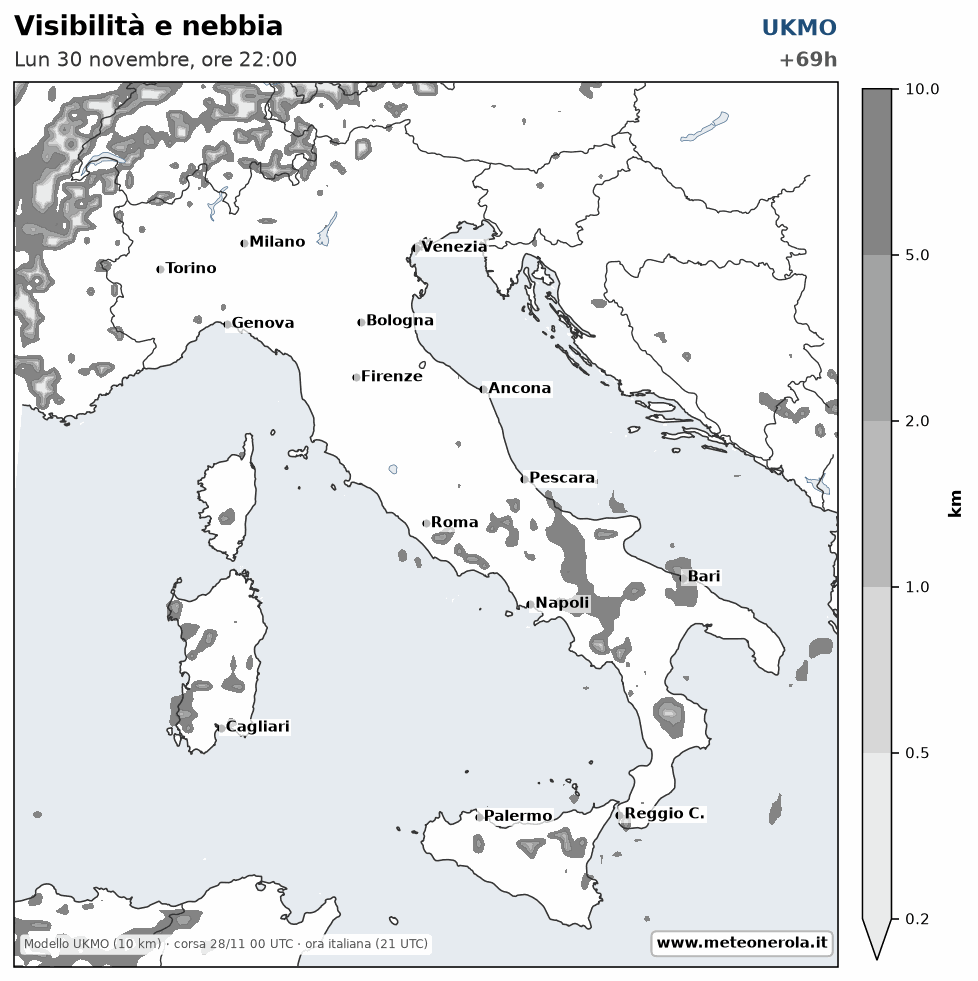 Visibilità e nebbia
UKMO
Lun 30 novembre, ore 22:00
+69h
10.0
5.0
2.0
1.0
0.5
0.2
km
Milano
Venezia
Torino
Genova
Bologna
Firenze
Ancona
Pescara
Roma
Bari
Napoli
Cagliari
Palermo
Reggio C.
Modello UKMO (10 km) · corsa 28/11 00 UTC · ora italiana (21 UTC)
www.meteonerola.it